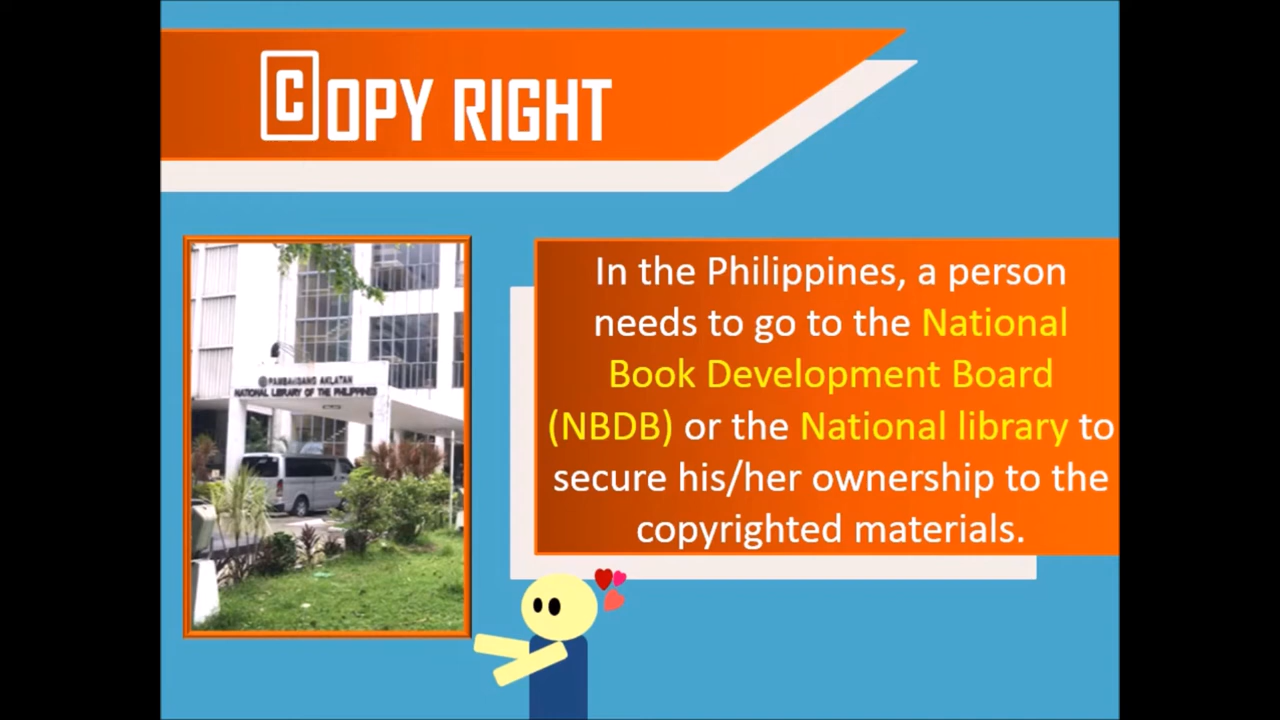 COPY RIGHT
PAMBANSANG AKLATAN
NATIONAL LIBRARY OF THE PHILIPPINES
In the Philippines, a person
needs to go to the National
Book Development Board
(NBDB) or the National library to
secure his/her ownership to the
copyrighted materials.